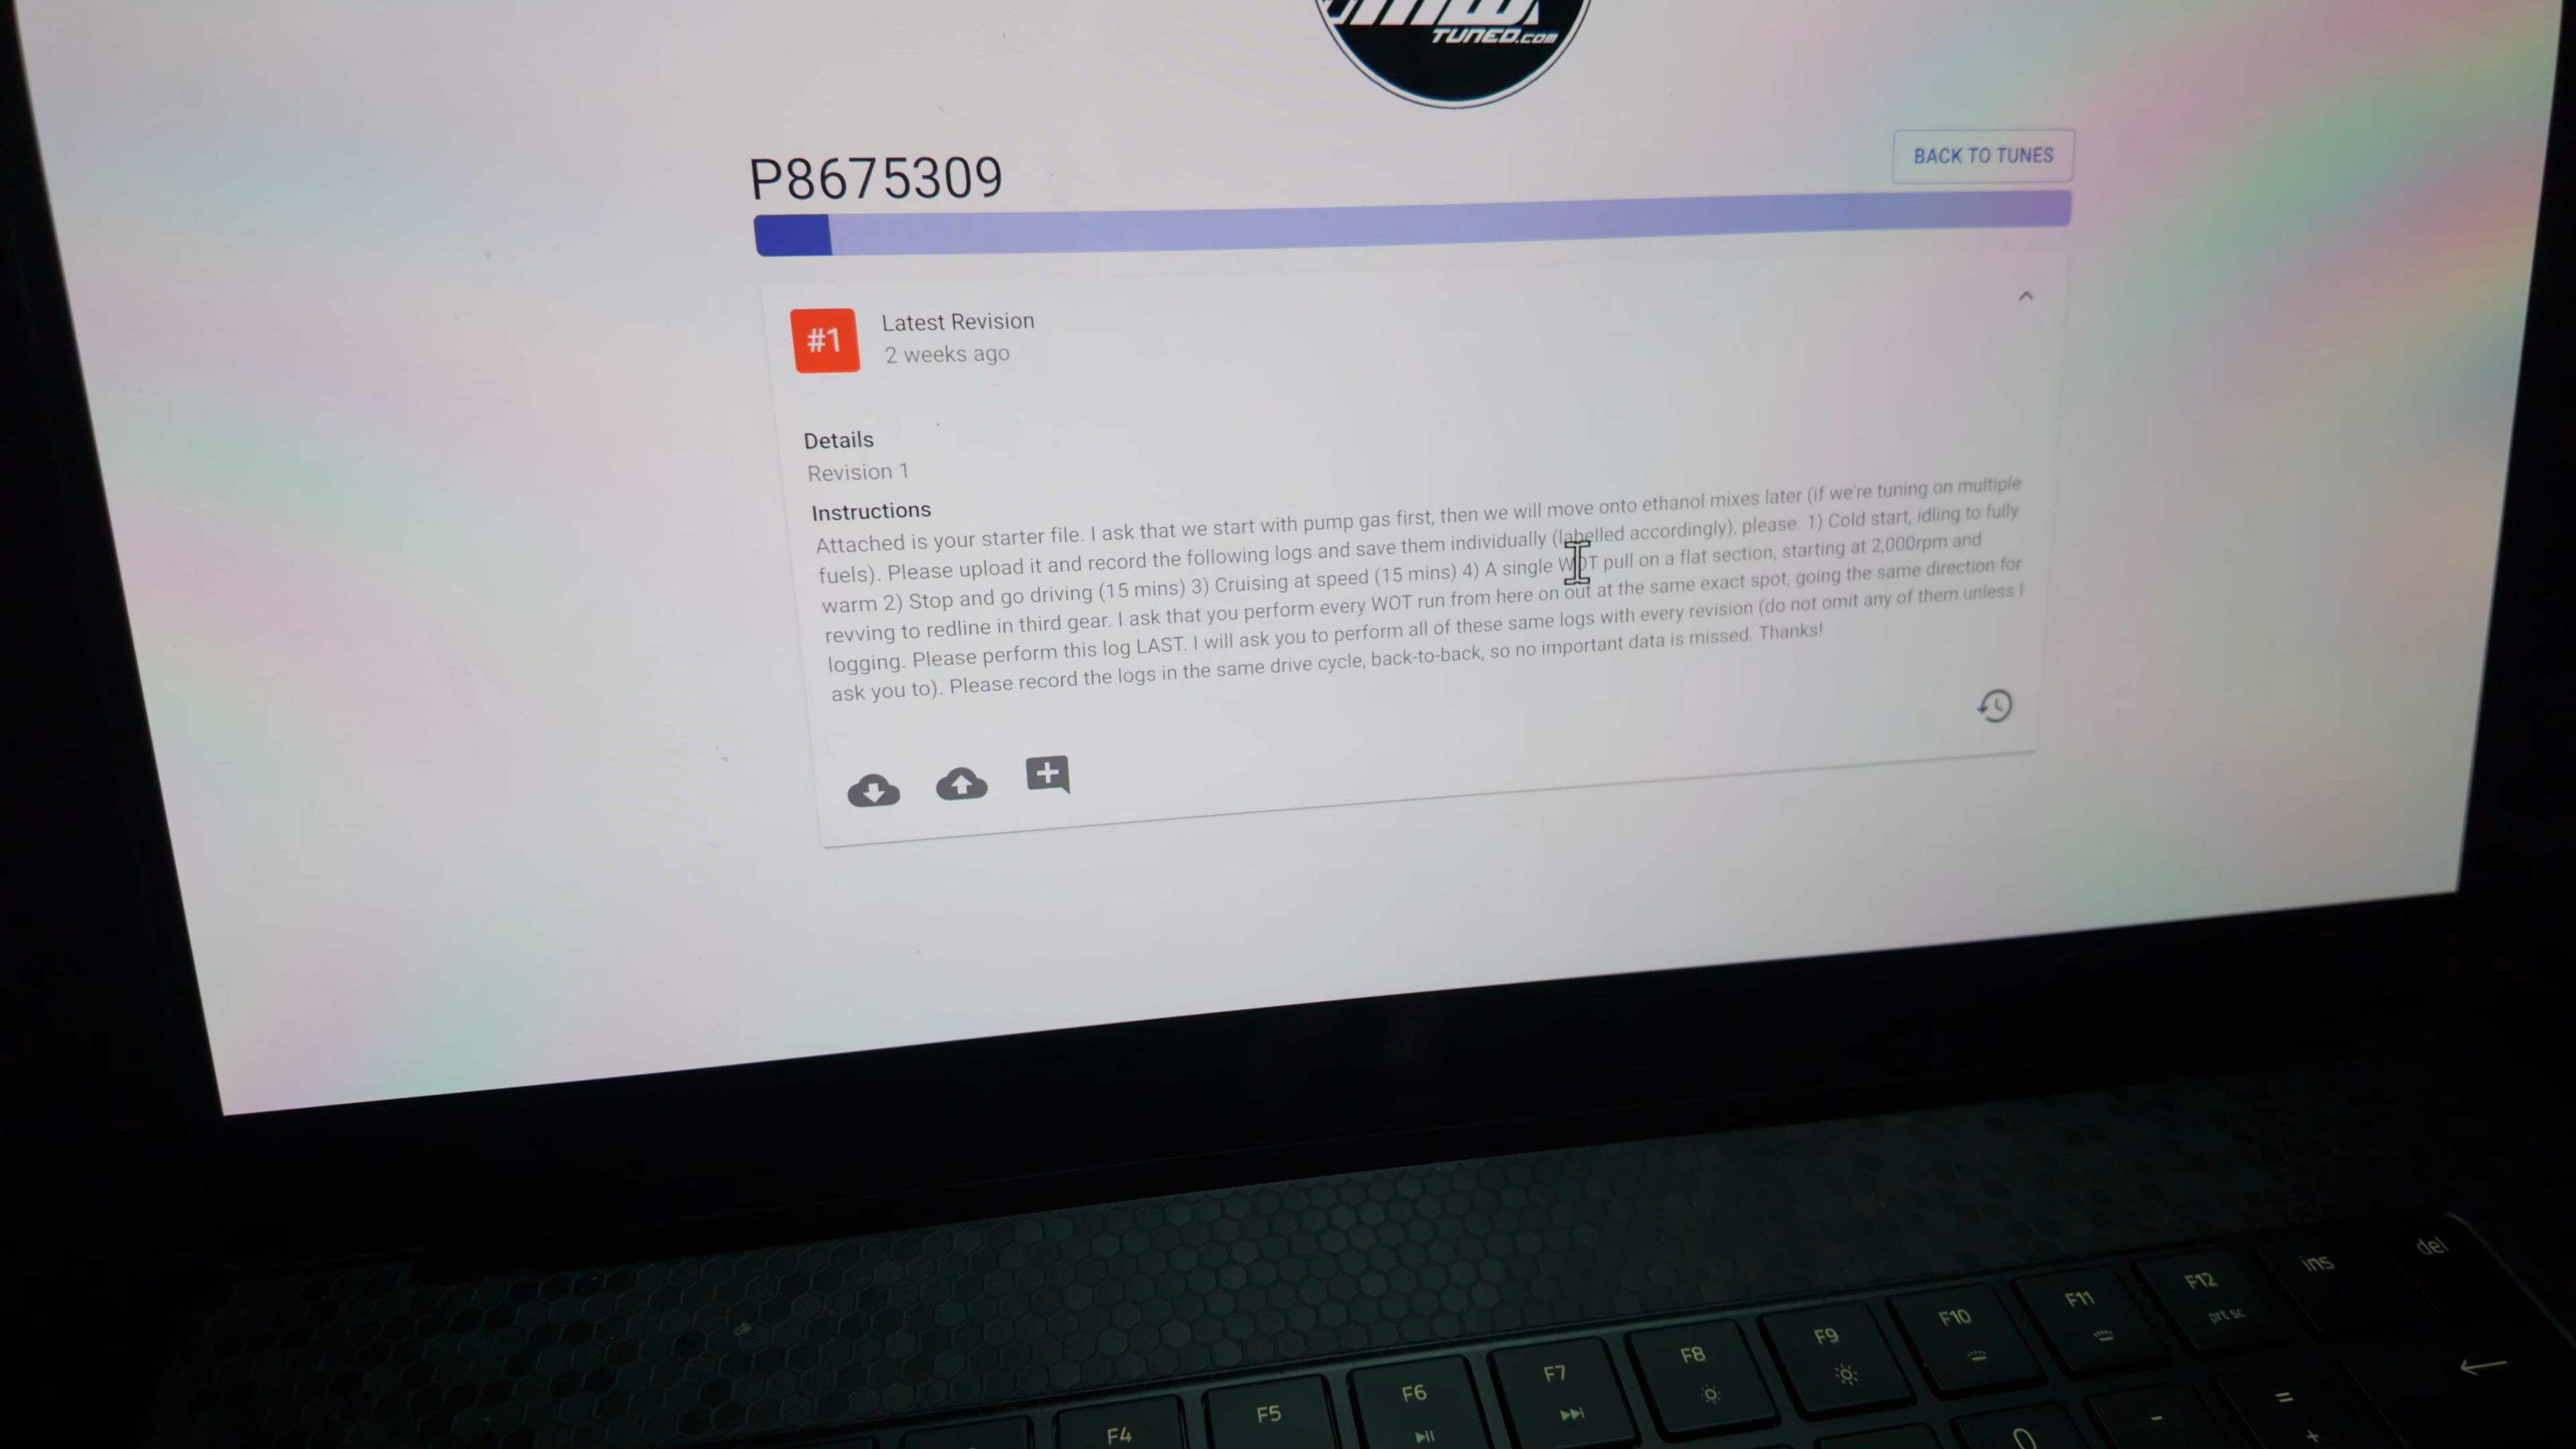 TUNED.com
P8675309
BACK TO TUNES
#1
Latest Revision
2 weeks ago
Details
Revision 1
Instructions
Attached is your starter file. I ask that we start with pump gas first, then we will move onto ethanol mixes later (if we're tuning on multiple
fuels). Please upload it and record the following logs and save them individually (labelled accordingly), please. 1) Cold start, idling to fully
warm 2) Stop and go driving (15 mins) 3) Cruising at speed (15 mins) 4) A single WOT pull on a flat section, starting at 2,000rpm and
revving to redline in third gear. I ask that you perform every WOT run from here on out at the same exact spot, going the same direction for
logging. Please perform this log LAST. I will ask you to perform all of these same logs with every revision (do not omit any of them unless I
ask you to). Please record the logs in the same drive cycle, back-to-back, so no important data is missed. Thanks!
F4
F5
F6
F7
F8
F9
F10
F11
F12
prt sc
ins
del
0
-
=
+